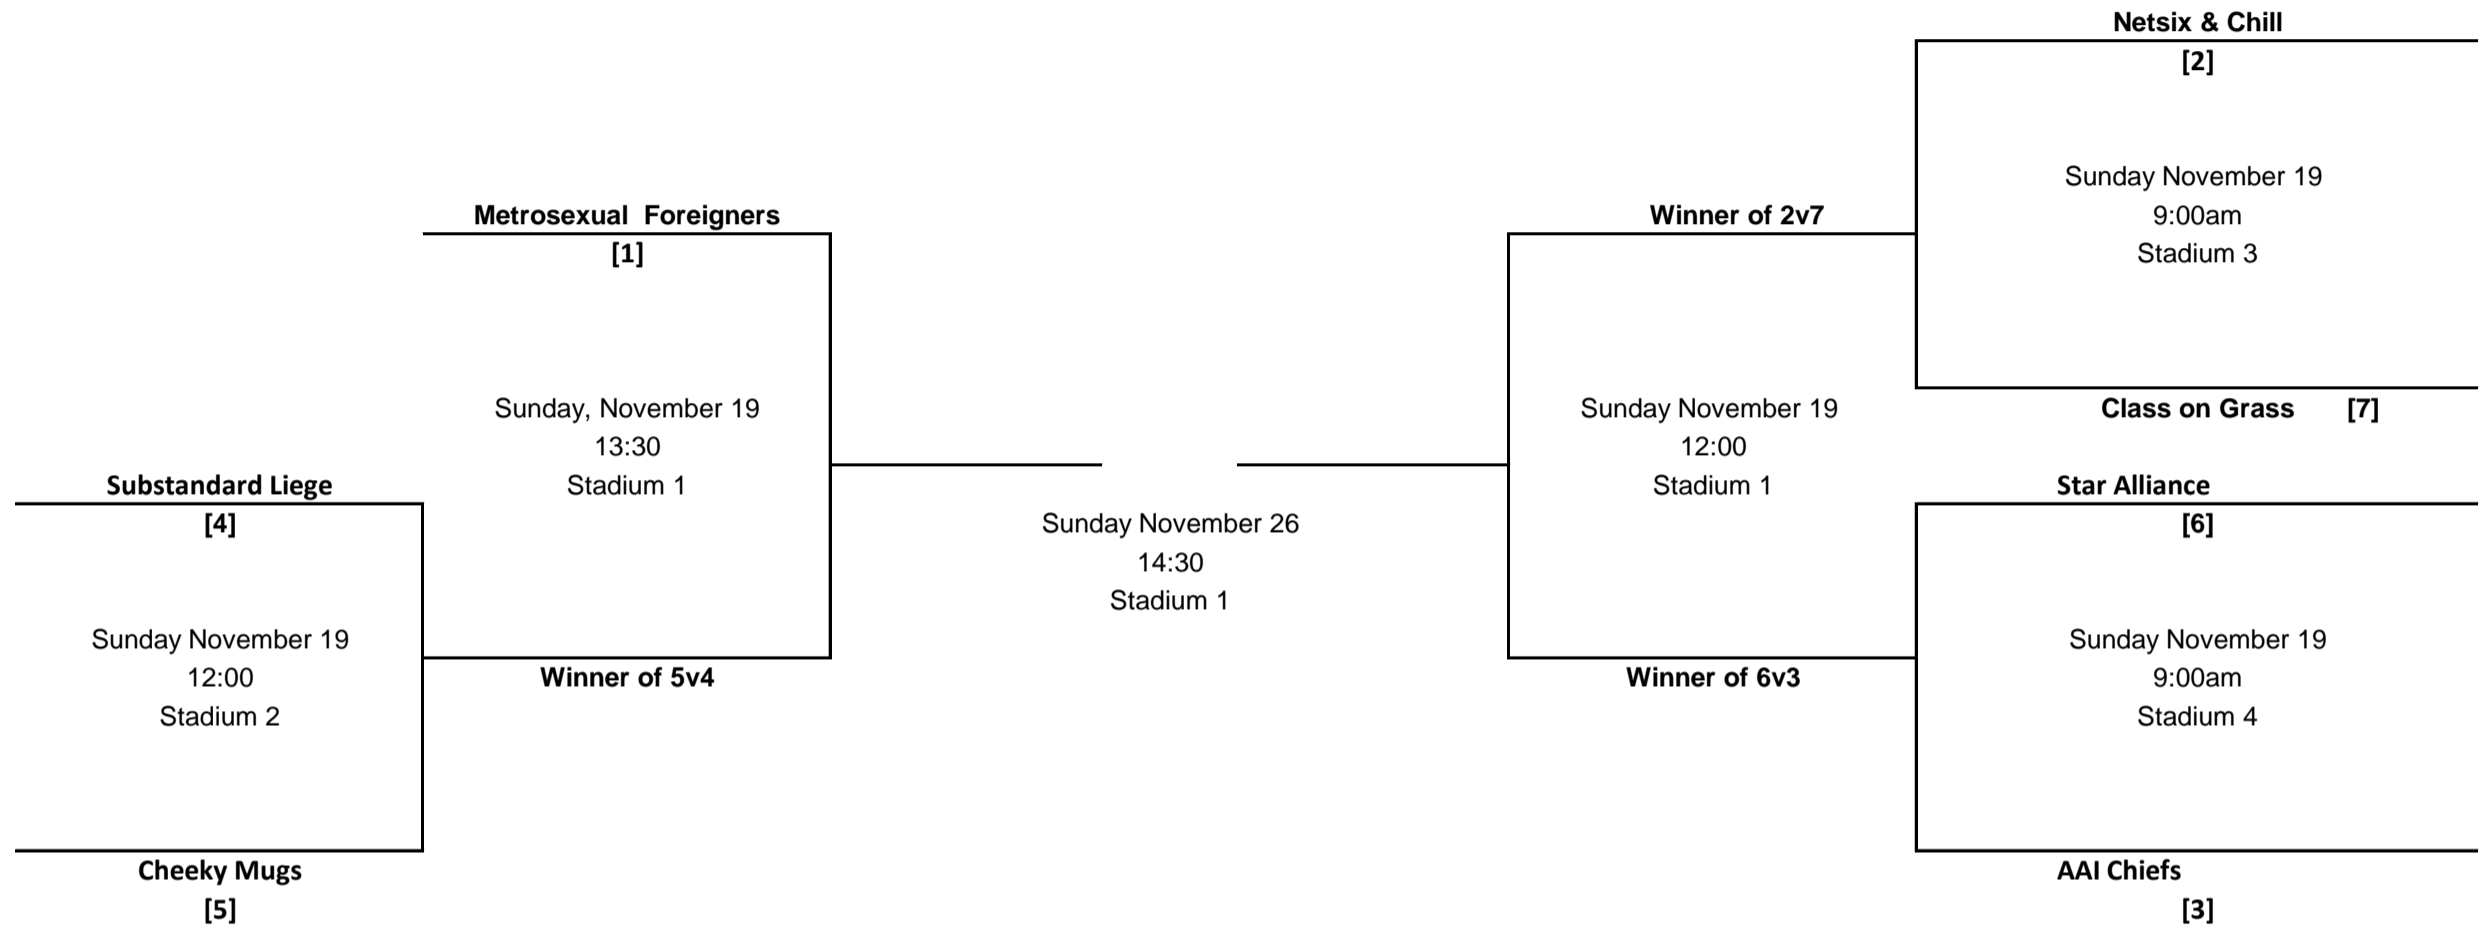 Netsix & Chill
[2]
Sunday November 19
9:00am
Stadium 3
Metrosexual  Foreigners
[1]
Winner of 2v7
Sunday, November 19
13:30
Stadium 1
Sunday November 19
12:00
Stadium 1
Class on Grass [7]
Substandard Liege
[4]
Star Alliance
[6]
Sunday November 26
14:30
Stadium 1
Sunday November 19
12:00
Stadium 2
Winner of 5v4
Winner of 6v3
Sunday November 19
9:00am
Stadium 4
Cheeky Mugs
[5]
AAI Chiefs
[3]